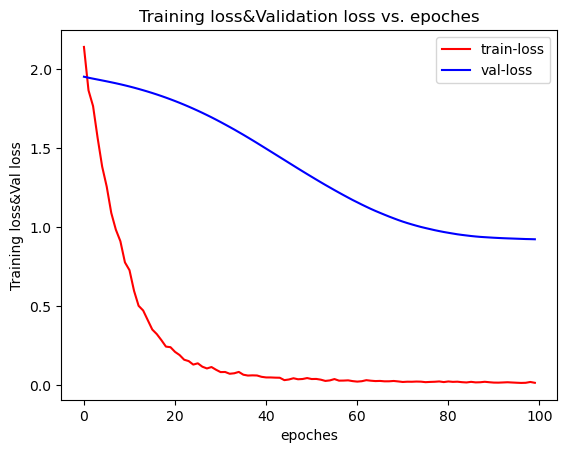 Training loss&Validation loss vs. epoches
train-loss
val-loss
Training loss&Val loss
2.0
1.5
1.0
0.5
0.0
0
20
40
60
80
100
epoches